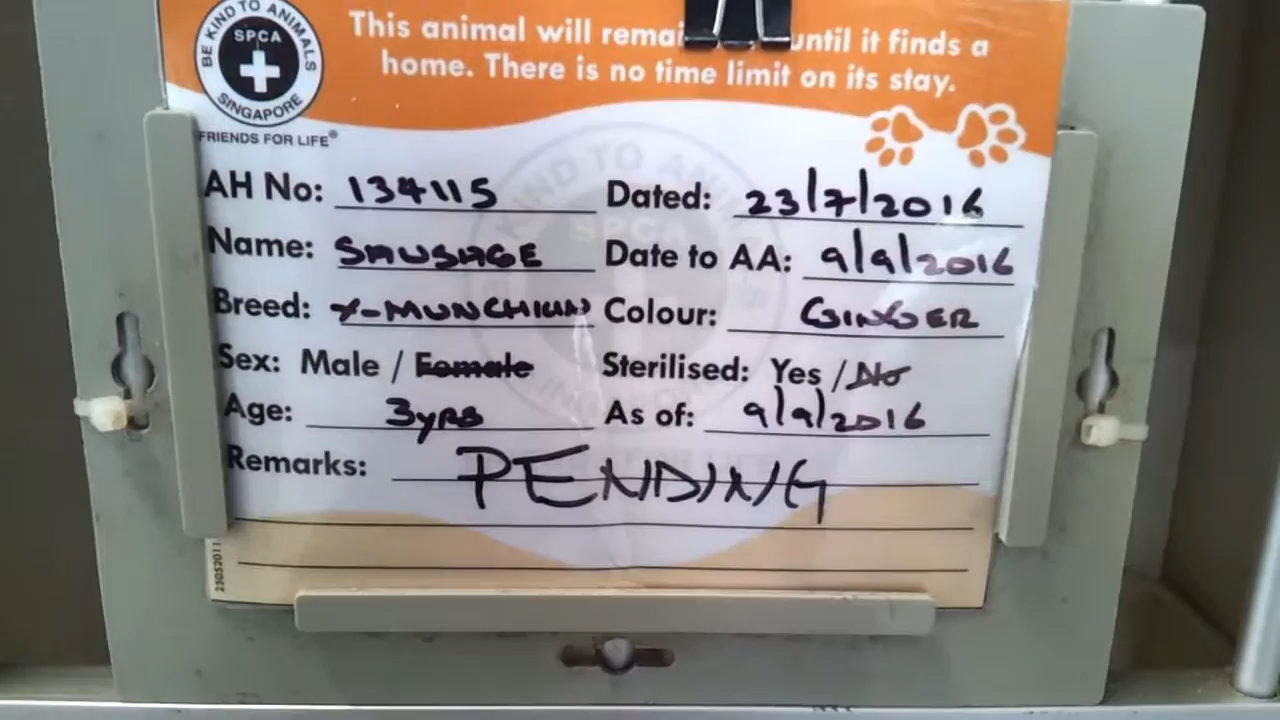 BE KIND TO ANIMALS
SPCA
SINGAPORE
FRIENDS FOR LIFE®
This animal will remai until it finds a
home. There is no time limit on its stay.
AH No: 134115 Dated: 23/7/2016
Name: SAUSAGE Date to AA: 9/9/2016
Breed: X-MUNCHKIN Colour: GINGER
Sex: Male / Female Sterilised: Yes / No
Age: 3yrs As of: 9/9/2016
Remarks: PENDING
25052011